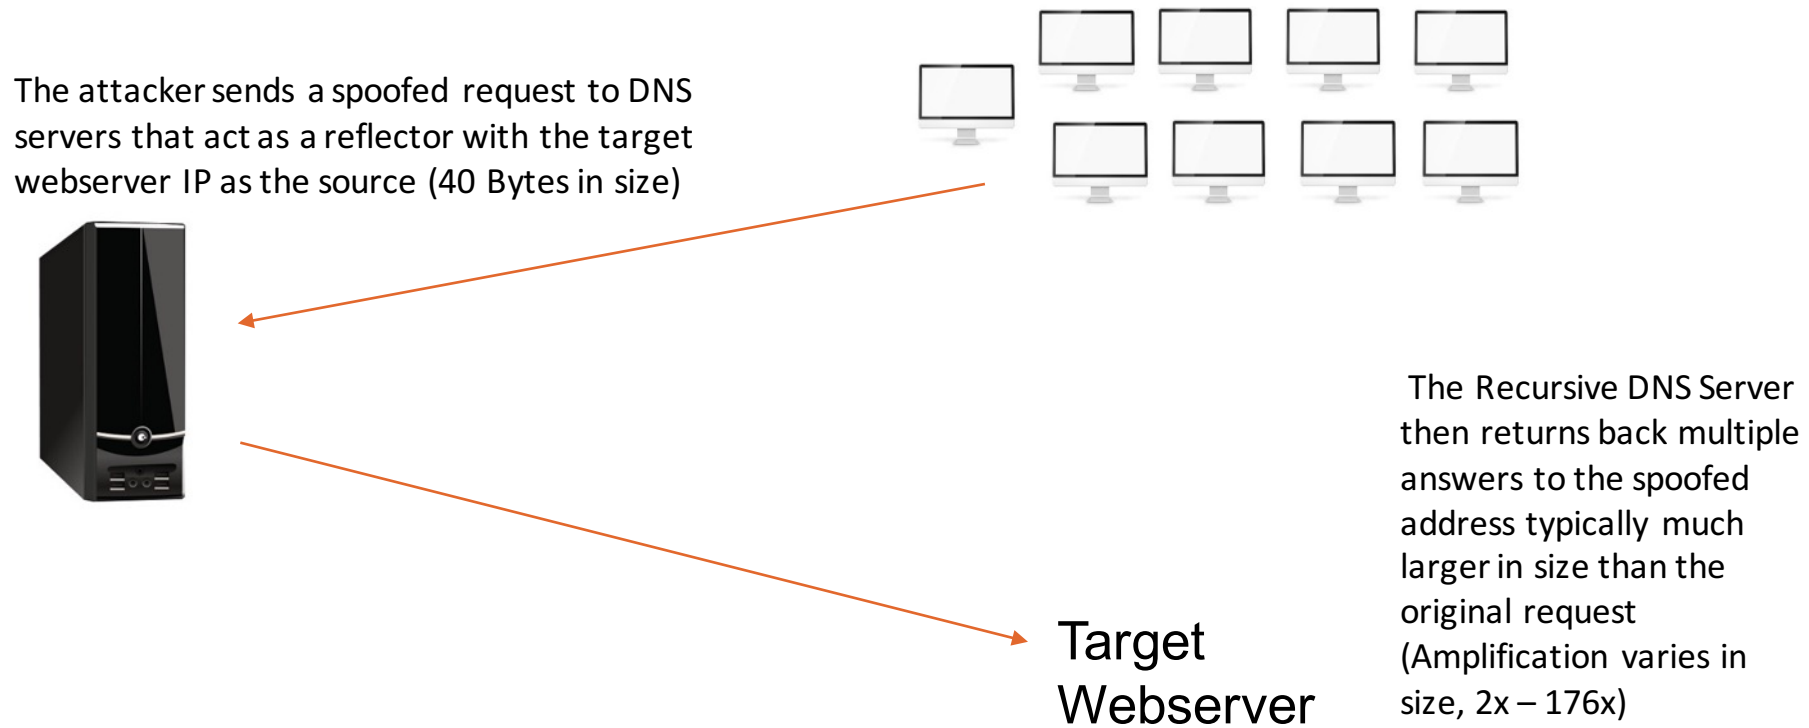 The attacker sends a spoofed request to DNS
servers that act as a reflector with the target
webserver IP as the source (40 Bytes in size)
The Recursive DNS Server
then returns back multiple
answers to the spoofed
address typically much
larger in size than the
original request
(Amplification varies in
size, 2x – 176x)
Target
Webserver